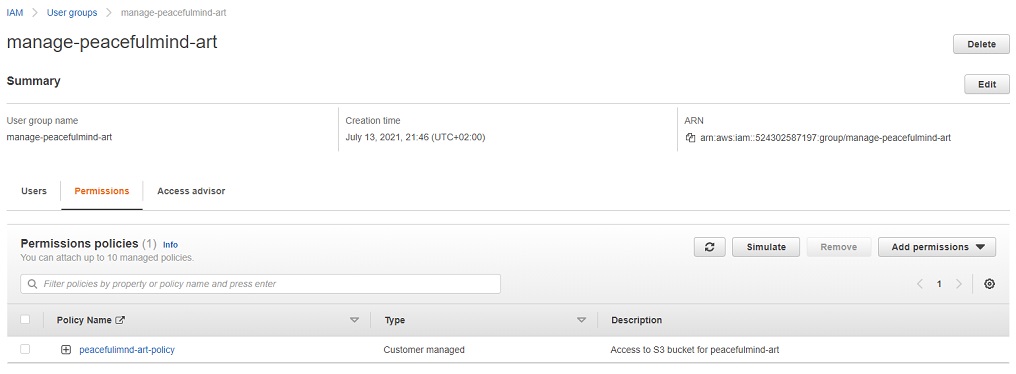 IAM > User groups > manage-peacefulmind-art
manage-peacefulmind-art
Delete
Summary
Edit
User group name
manage-peacefulmind-art
Creation time
July 13, 2021, 21:46 (UTC+02:00)
ARN
arn:aws:iam::524302587197:group/manage-peacefulmind-art
Users
Permissions
Access advisor
Permissions policies (1) Info
You can attach up to 10 managed policies.
Simulate
Remove
Add permissions
Filter policies by property or policy name and press enter
1
Policy Name Type Description
peacefulimnd-art-policy Customer managed Access to S3 bucket for peacefulmind-art